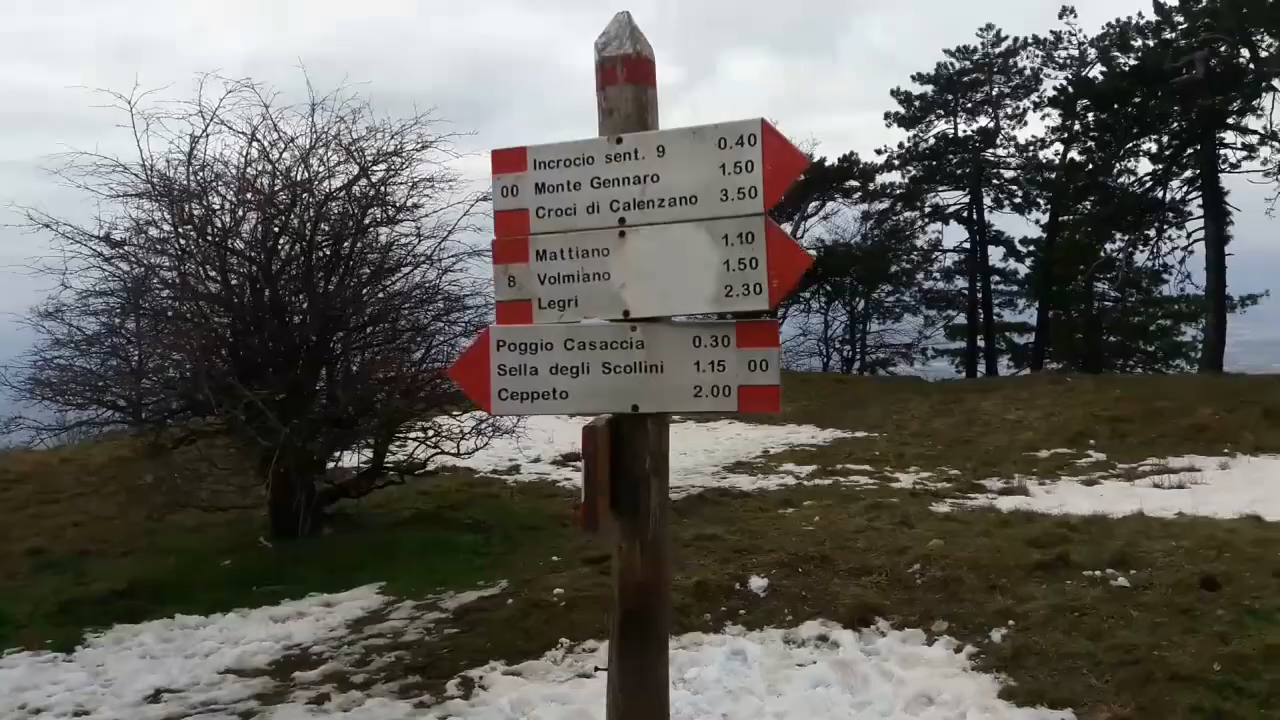 Incrocio sent. 9 0.40
00 Monte Gennaro 1.50
Croci di Calenzano 3.50
Mattiano 1.10
8 Volmiano 1.50
Legri 2.30
Poggio Casaccia 0.30
Sella degli Scollini 1.15 00
Ceppeto 2.00